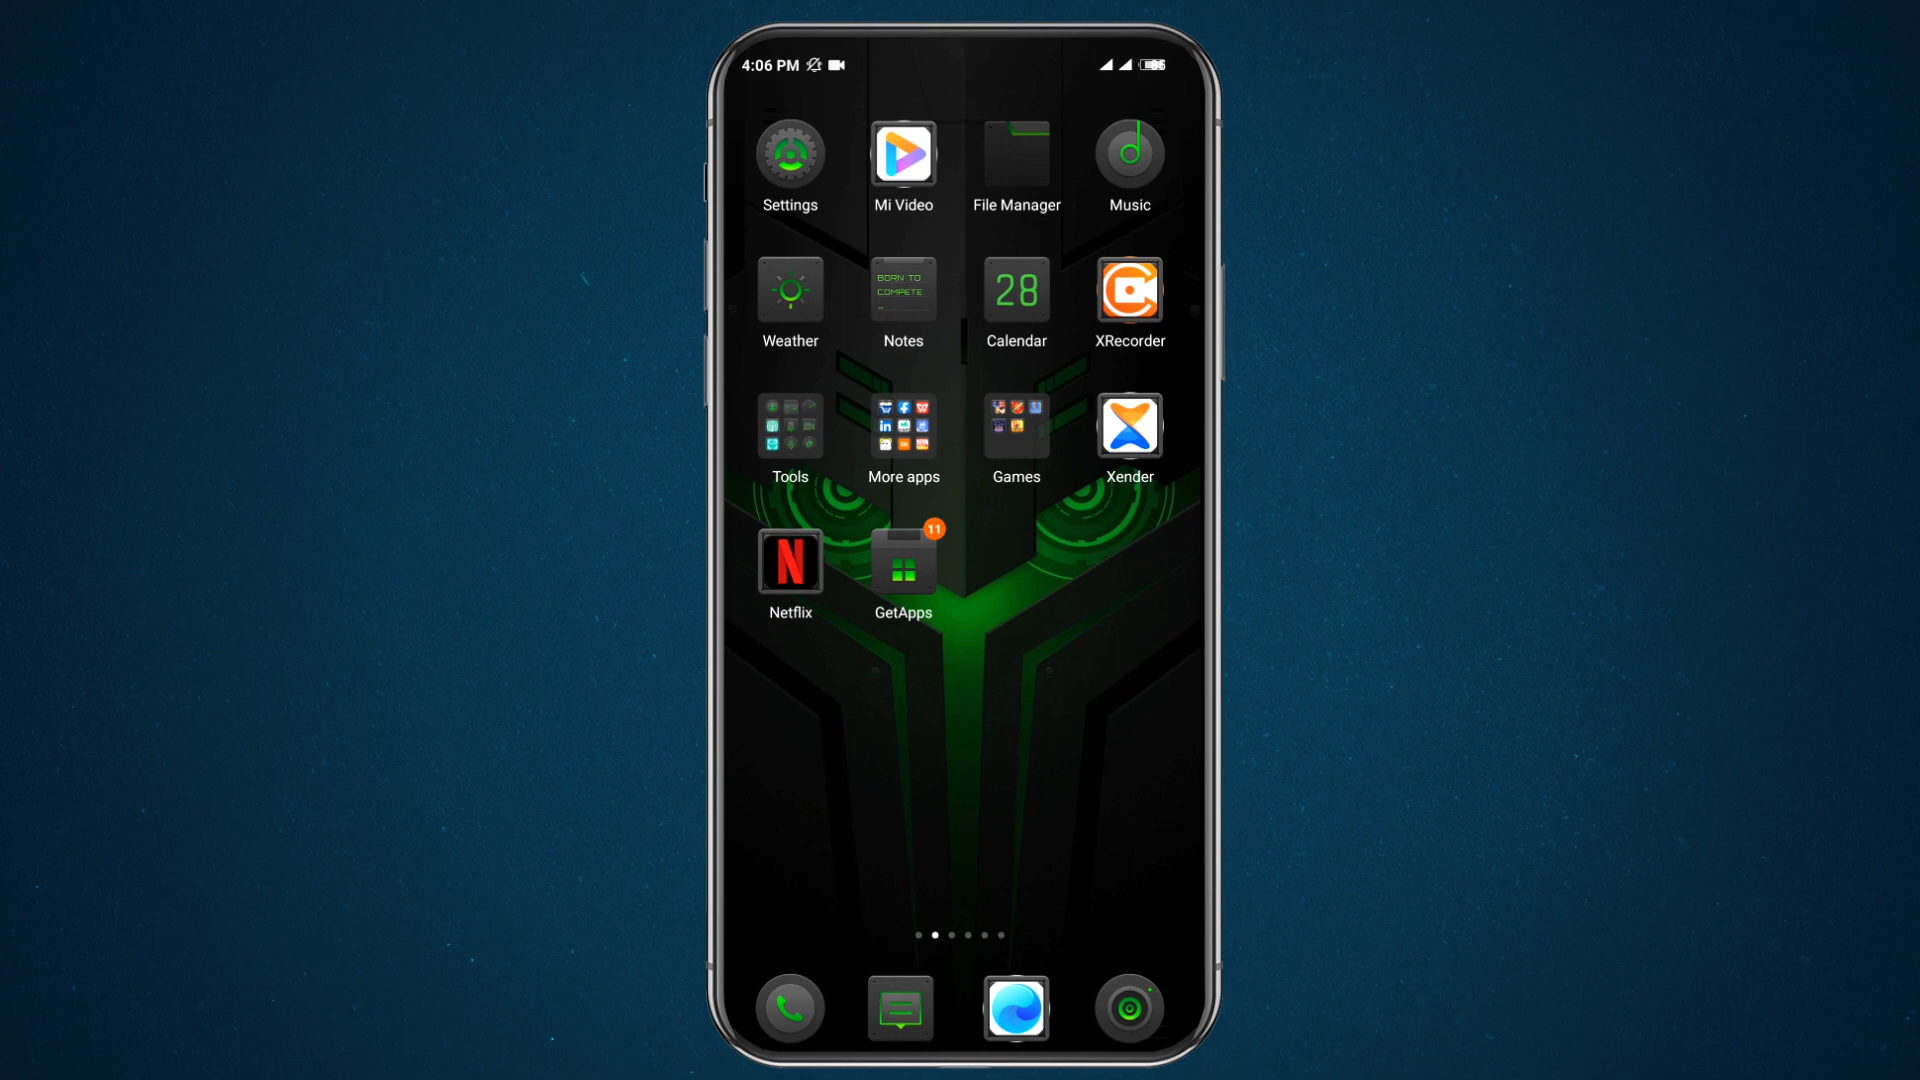 4:06 PM
Settings Mi Video File Manager Music
BORN TO
COMPETE_
28
Weather Notes Calendar XRecorder
Tools More apps Games Xender
N
11
Netflix GetApps